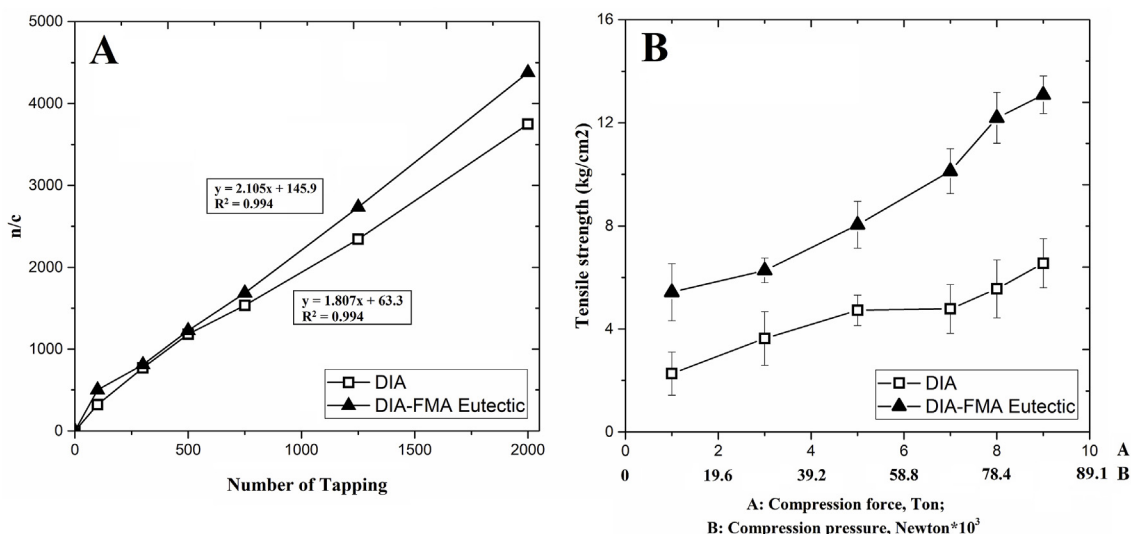 A
5000
4000
3000
2000
1000
0
n/c
y = 2.105x + 145.9
R² = 0.994
y = 1.807x + 63.3
R² = 0.994
DIA
DIA-FMA Eutectic
0
500
1000
1500
2000
Number of Tapping
B
16
12
8
4
0
Tensile strength (kg/cm2)
DIA
DIA-FMA Eutectic
0 2 4 6 8 10 A
0 19.6 39.2 58.8 78.4 89.1 B
A: Compression force, Ton;
B: Compression pressure, Newton*10³